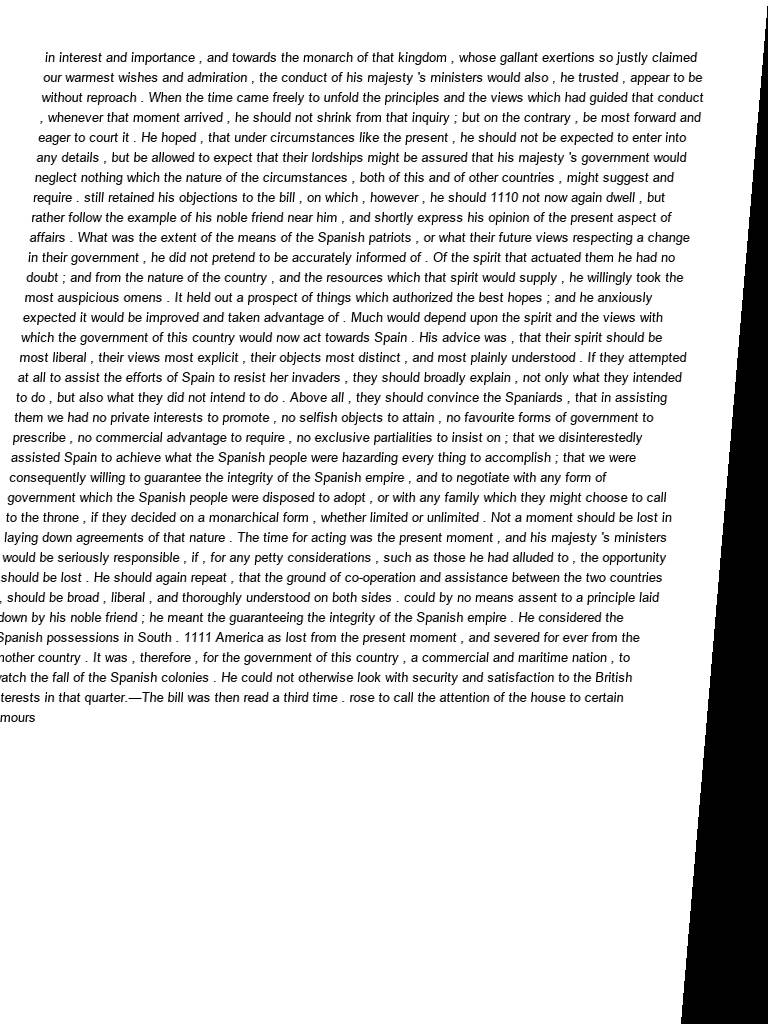 in interest and importance , and towards the monarch of that kingdom , whose gallant exertions so justly claimed
our warmest wishes and admiration , the conduct of his majesty 's ministers would also , he trusted , appear to be
without reproach . When the time came freely to unfold the principles and the views which had guided that conduct
, whenever that moment arrived , he should not shrink from that inquiry ; but on the contrary , be most forward and
eager to court it . He hoped , that under circumstances like the present , he should not be expected to enter into
any details , but be allowed to expect that their lordships might be assured that his majesty 's government would
neglect nothing which the nature of the circumstances , both of this and of other countries , might suggest and
require . still retained his objections to the bill , on which , however , he should 1110 not now again dwell , but
rather follow the example of his noble friend near him , and shortly express his opinion of the present aspect of
affairs . What was the extent of the means of the Spanish patriots , or what their future views respecting a change
in their government , he did not pretend to be accurately informed of . Of the spirit that actuated them he had no
doubt ; and from the nature of the country , and the resources which that spirit would supply , he willingly took the
most auspicious omens . It held out a prospect of things which authorized the best hopes ; and he anxiously
expected it would be improved and taken advantage of . Much would depend upon the spirit and the views with
which the government of this country would now act towards Spain . His advice was , that their spirit should be
most liberal , their views most explicit , their objects most distinct , and most plainly understood . If they attempted
at all to assist the efforts of Spain to resist her invaders , they should broadly explain , not only what they intended
to do , but also what they did not intend to do . Above all , they should convince the Spaniards , that in assisting
them we had no private interests to promote , no selfish objects to attain , no favourite forms of government to
prescribe , no commercial advantage to require , no exclusive partialities to insist on ; that we disinterestedly
assisted Spain to achieve what the Spanish people were hazarding every thing to accomplish ; that we were
consequently willing to guarantee the integrity of the Spanish empire , and to negotiate with any form of
government which the Spanish people were disposed to adopt , or with any family which they might choose to call
to the throne , if they decided on a monarchical form , whether limited or unlimited . Not a moment should be lost in
laying down agreements of that nature . The time for acting was the present moment , and his majesty 's ministers
would be seriously responsible , if , for any petty considerations , such as those he had alluded to , the opportunity
should be lost . He should again repeat , that the ground of co-operation and assistance between the two countries
, should be broad , liberal , and thoroughly understood on both sides . could by no means assent to a principle laid
down by his noble friend ; he meant the guaranteeing the integrity of the Spanish empire . He considered the
Spanish possessions in South . 1111 America as lost from the present moment , and severed for ever from the
mother country . It was , therefore , for the government of this country , a commercial and maritime nation , to
watch the fall of the Spanish colonies . He could not otherwise look with security and satisfaction to the British
terests in that quarter.—The bill was then read a third time . rose to call the attention of the house to certain
mours